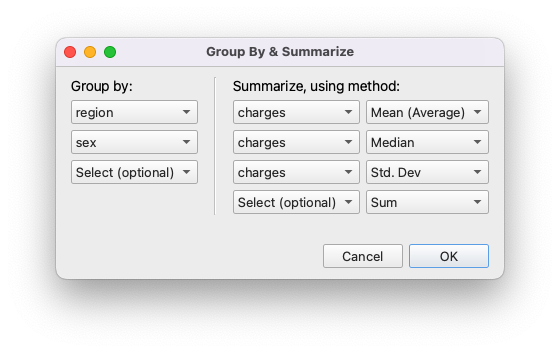 Group By & Summarize
Group by:
Summarize, using method:
region
charges
Mean (Average)
sex
charges
Median
Select (optional)
charges
Std. Dev
Select (optional)
Sum
Cancel
OK